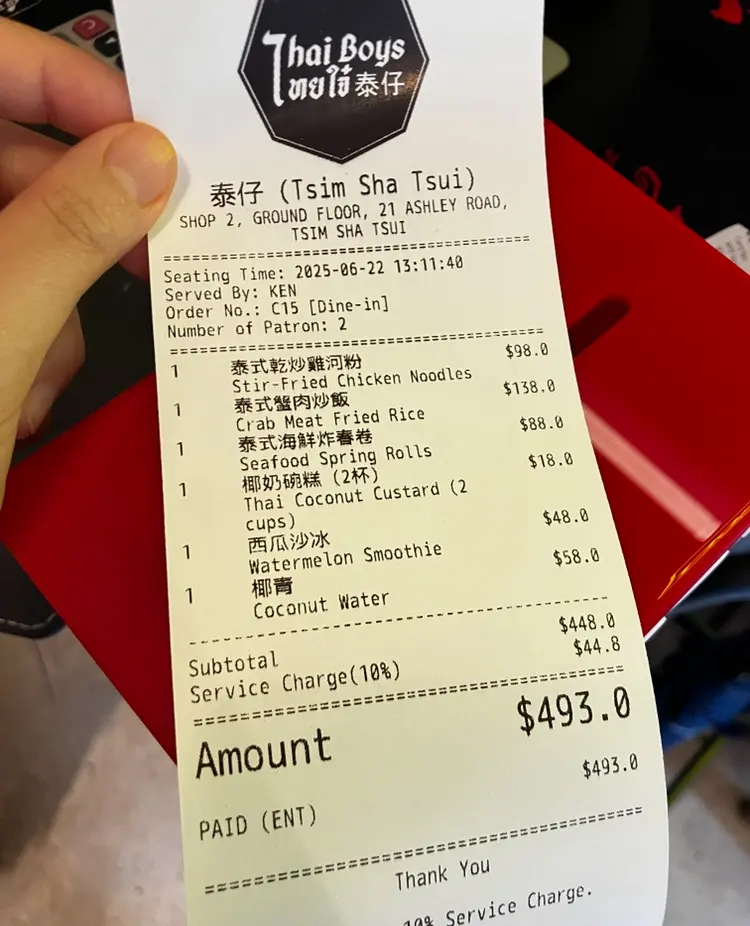 Thai Boys
ไทยใจ๋ 泰仔
泰仔 (Tsim Sha Tsui)
SHOP 2, GROUND FLOOR, 21 ASHLEY ROAD,
TSIM SHA TSUI
Seating Time: 2025-06-22 13:11:40
Served By: KEN
Order No.: C15 [Dine-in]
Number of Patron: 2
1 泰式乾炒雞河粉 $98.0
Stir-Fried Chicken Noodles
1 泰式蟹肉炒飯 $138.0
Crab Meat Fried Rice
1 泰式海鮮炸春卷 $88.0
Seafood Spring Rolls
1 椰奶碗糕 (2杯) $18.0
Thai Coconut Custard (2
cups)
1 西瓜沙冰 $48.0
Watermelon Smoothie
1 椰青 $58.0
Coconut Water
Subtotal $448.0
Service Charge(10%) $44.8
Amount $493.0
PAID (ENT) $493.0
Thank You
10% Service Charge.